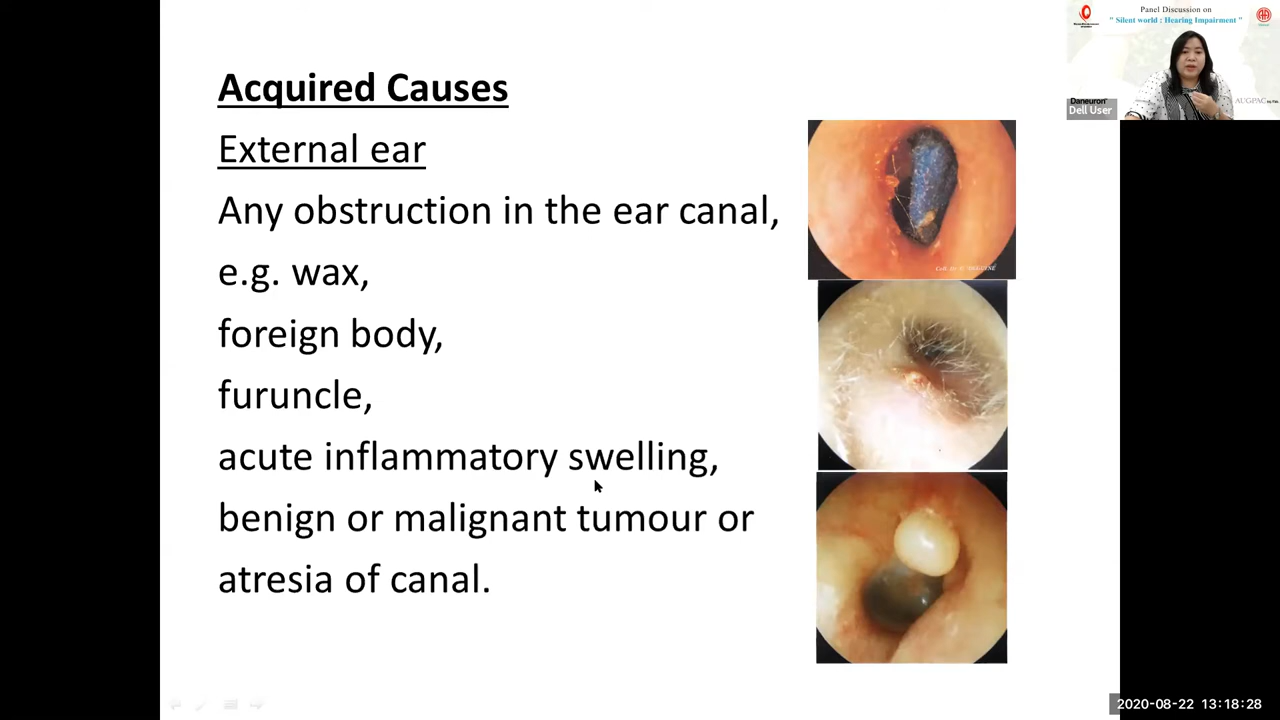 Panel Discussion on
" Silent world : Hearing Impairment "
Daneuron
AUGPAC
Dell User
Acquired Causes
External ear
Any obstruction in the ear canal,
e.g. wax,
foreign body,
furuncle,
acute inflammatory swelling,
benign or malignant tumour or
atresia of canal.
2020-08-22 13:18:28